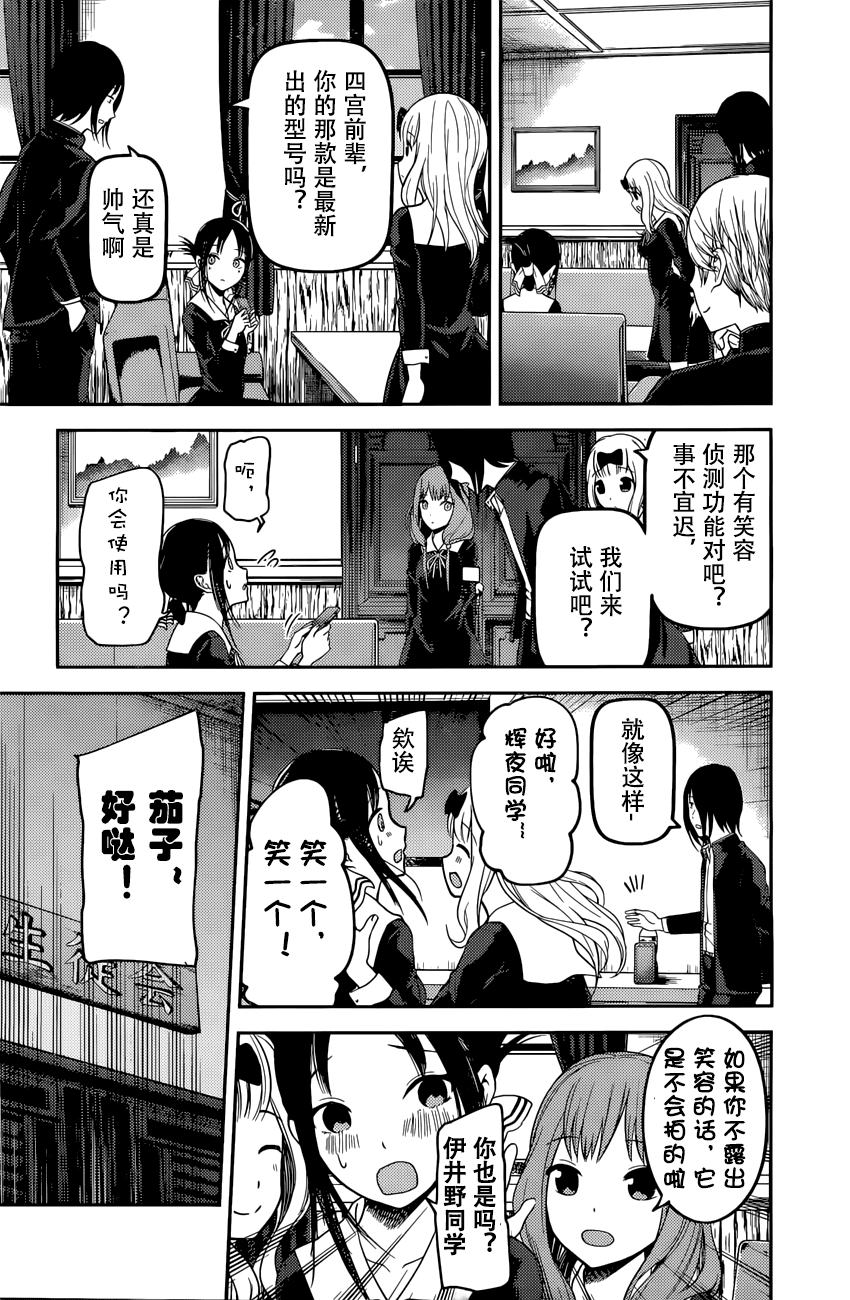 四宫前辈,
你的那款是最新
出的型号吗？
还真是
帅气啊
那个有笑容
侦测功能对吧？
事不宜迟,
我们来
试试吧？
呃,
你会
使用吗？
就像这样-
好啦,
辉夜同学~
欸诶
笑一个,
笑一个！
茄子~
好哒！
生徒会
如果你不露出
笑容的话, 它
是不会拍的啦
你也是吗？
伊井野同学